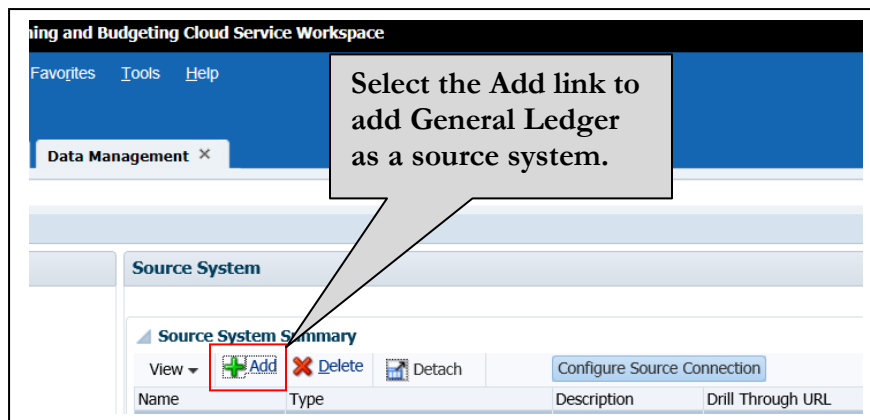 ning and Budgeting Cloud Service Workspace
Favorites Tools Help
Select the Add link to
add General Ledger
as a source system.
Data Management ×
Source System
Source System Summary
View Add Delete Detach Configure Source Connection
Name Type Description Drill Through URL